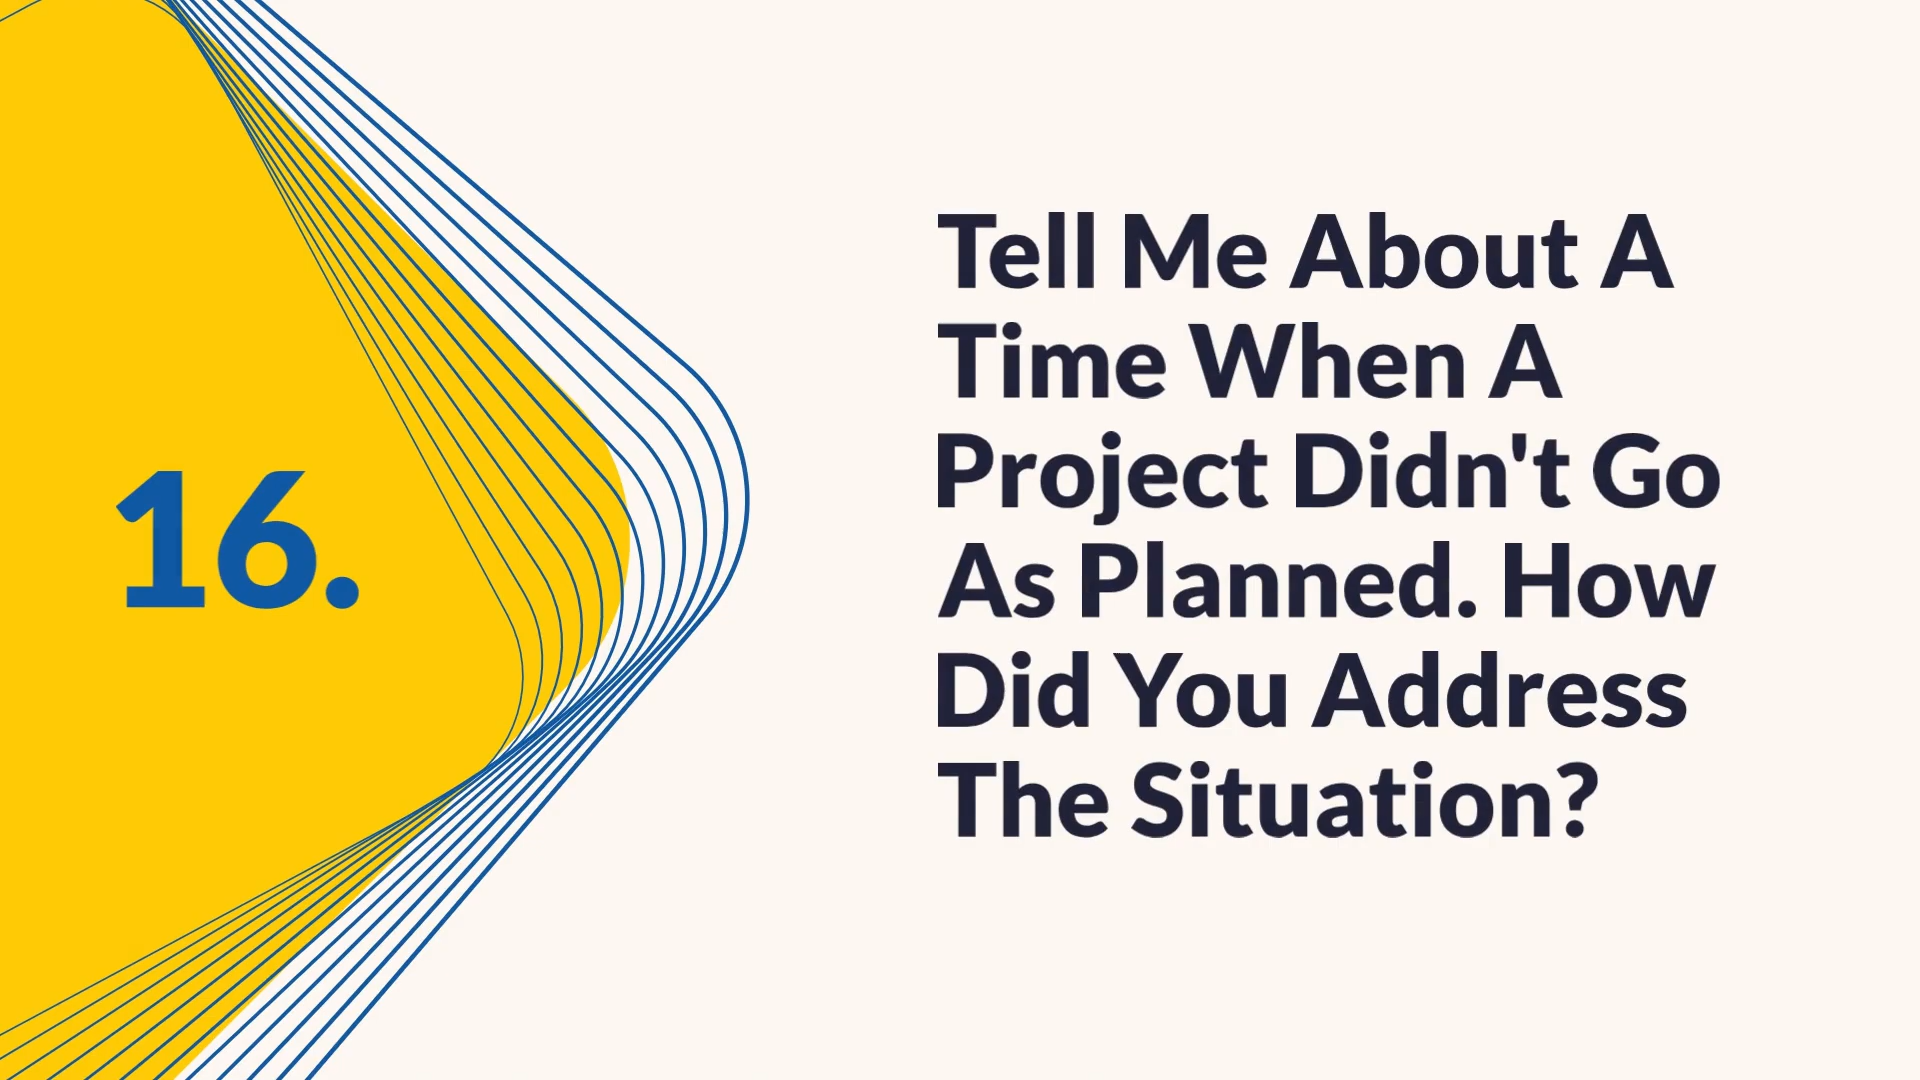 16.
Tell Me About A
Time When A
Project Didn't Go
As Planned. How
Did You Address
The Situation?